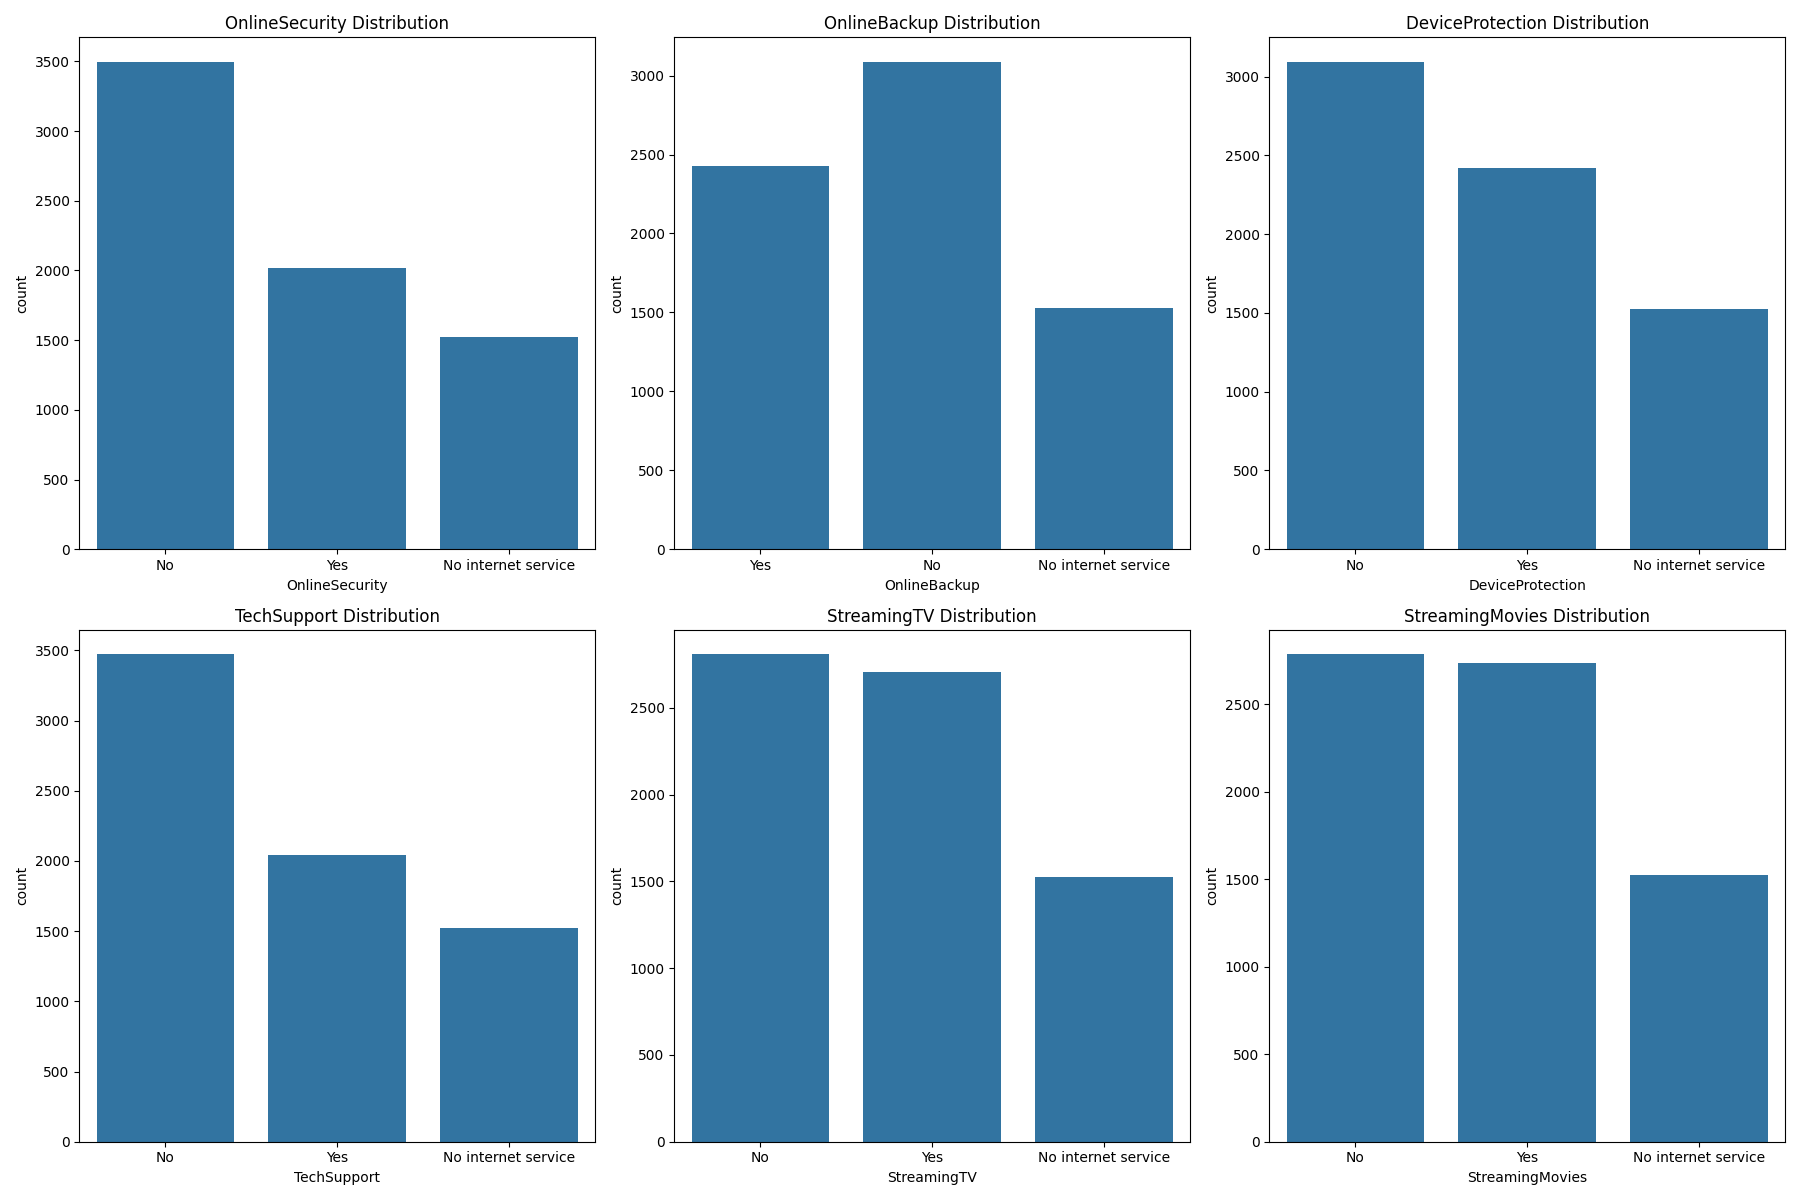 OnlineSecurity Distribution
3500
3000
2500
2000
1500
1000
500
0
count
No Yes No internet service
OnlineSecurity
OnlineBackup Distribution
3000
2500
2000
1500
1000
500
0
count
Yes No No internet service
OnlineBackup
DeviceProtection Distribution
3000
2500
2000
1500
1000
500
0
count
No Yes No internet service
DeviceProtection
TechSupport Distribution
3500
3000
2500
2000
1500
1000
500
0
count
No Yes No internet service
TechSupport
StreamingTV Distribution
2500
2000
1500
1000
500
0
count
No Yes No internet service
StreamingTV
StreamingMovies Distribution
2500
2000
1500
1000
500
0
count
No Yes No internet service
StreamingMovies